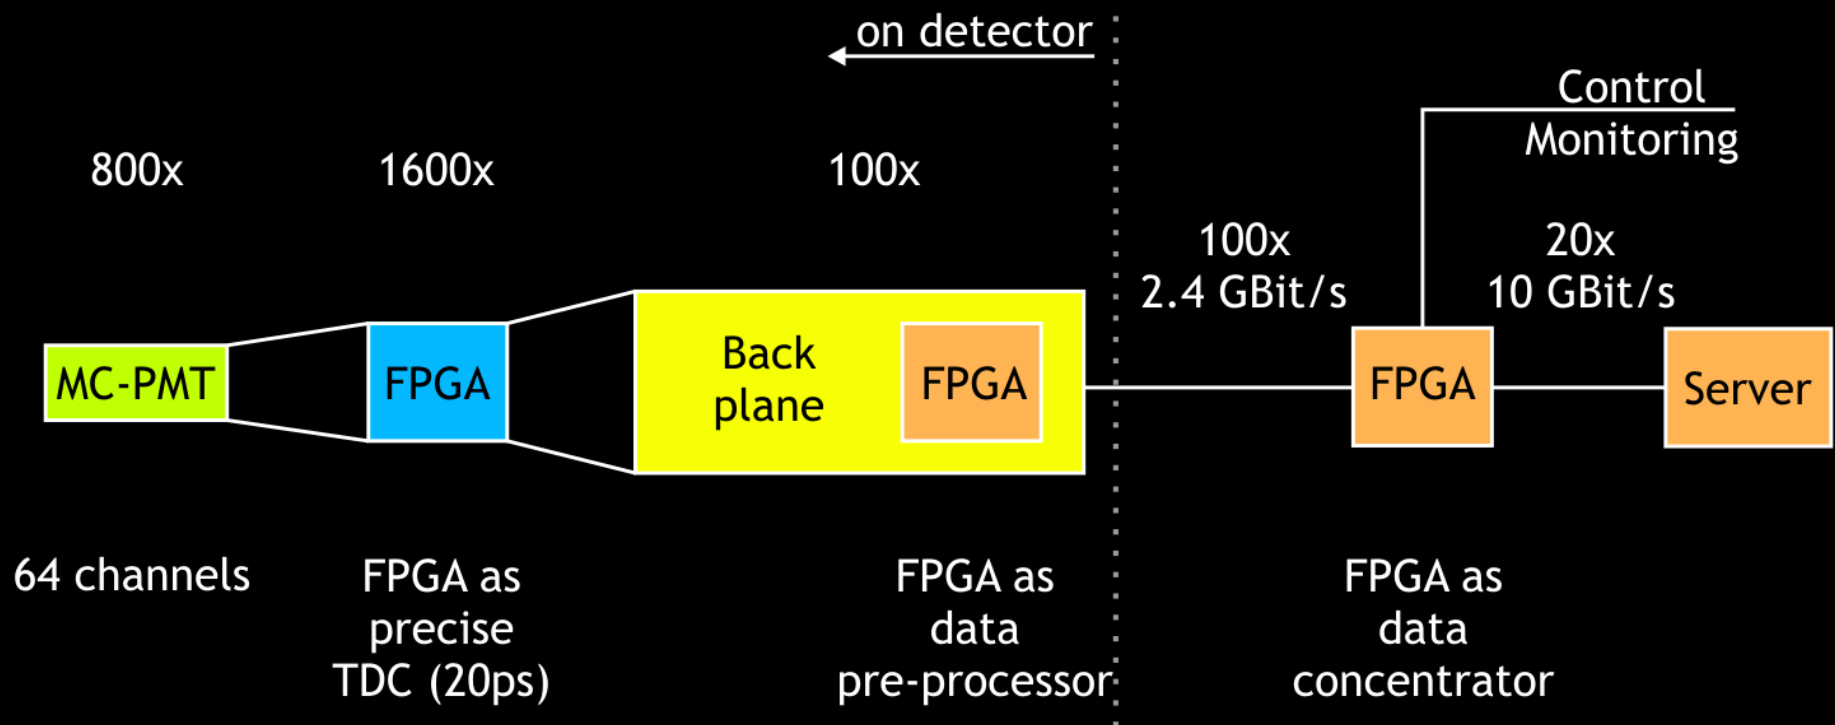 on detector
Control
Monitoring
800x
1600x
100x
100x
2.4 GBit/s
20x
10 GBit/s
MC-PMT
FPGA
Back
plane
FPGA
FPGA
Server
64 channels
FPGA as
precise
TDC (20ps)
FPGA as
data
pre-processor
FPGA as
data
concentrator